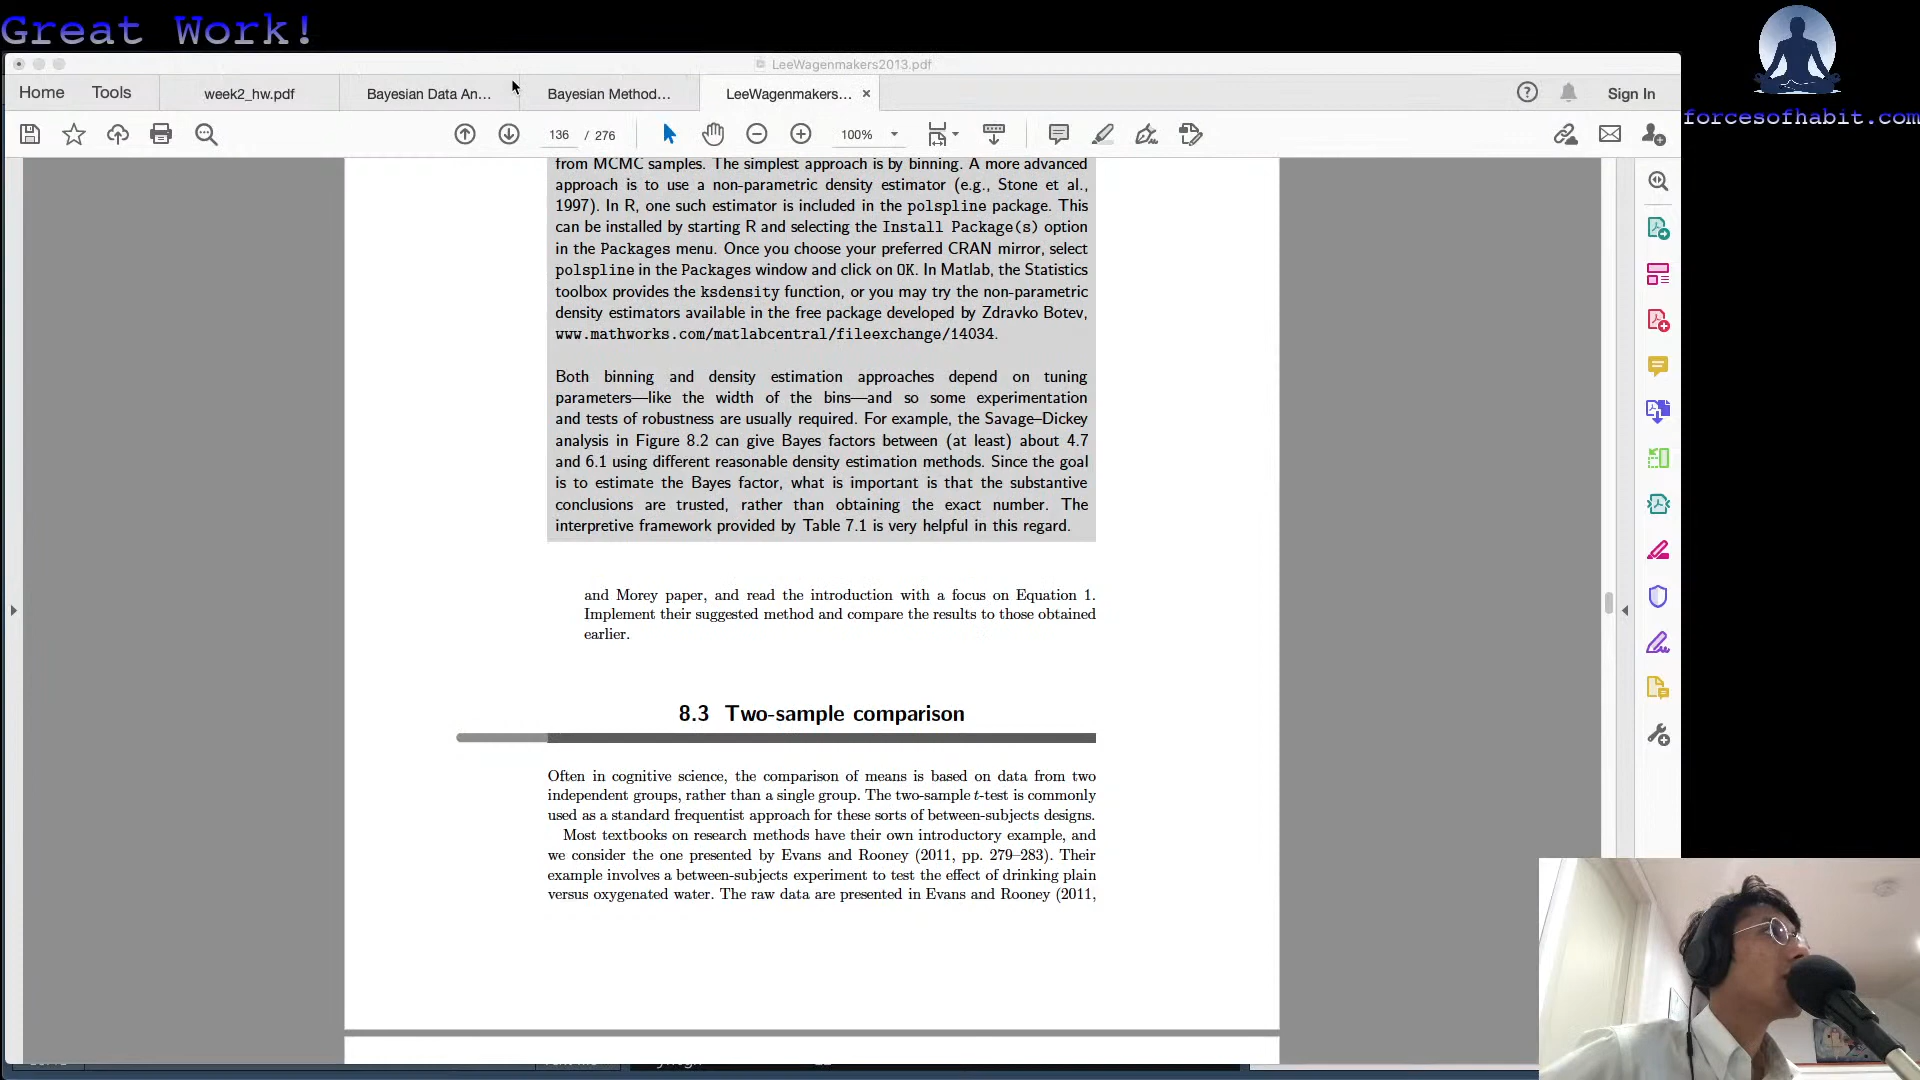 Great Work!
LeeWagenmakers2013.pdf
Home Tools week2_hw.pdf Bayesian Data An... Bayesian Method... LeeWagenmakers... × Sign In
forcesofhabit.com
136 / 276 100%
from MCMC samples. The simplest approach is by binning. A more advanced
approach is to use a non-parametric density estimator (e.g., Stone et al.,
1997). In R, one such estimator is included in the polspline package. This
can be installed by starting R and selecting the Install Package(s) option
in the Packages menu. Once you choose your preferred CRAN mirror, select
polspline in the Packages window and click on OK. In Matlab, the Statistics
toolbox provides the ksdensity function, or you may try the non-parametric
density estimators available in the free package developed by Zdravko Botev,
www.mathworks.com/matlabcentral/fileexchange/14034.
Both binning and density estimation approaches depend on tuning
parameters—like the width of the bins—and so some experimentation
and tests of robustness are usually required. For example, the Savage–Dickey
analysis in Figure 8.2 can give Bayes factors between (at least) about 4.7
and 6.1 using different reasonable density estimation methods. Since the goal
is to estimate the Bayes factor, what is important is that the substantive
conclusions are trusted, rather than obtaining the exact number. The
interpretive framework provided by Table 7.1 is very helpful in this regard.
and Morey paper, and read the introduction with a focus on Equation 1.
Implement their suggested method and compare the results to those obtained
earlier.
8.3 Two-sample comparison
Often in cognitive science, the comparison of means is based on data from two
independent groups, rather than a single group. The two-sample t-test is commonly
used as a standard frequentist approach for these sorts of between-subjects designs.
Most textbooks on research methods have their own introductory example, and
we consider the one presented by Evans and Rooney (2011, pp. 279–283). Their
example involves a between-subjects experiment to test the effect of drinking plain
versus oxygenated water. The raw data are presented in Evans and Rooney (2011,